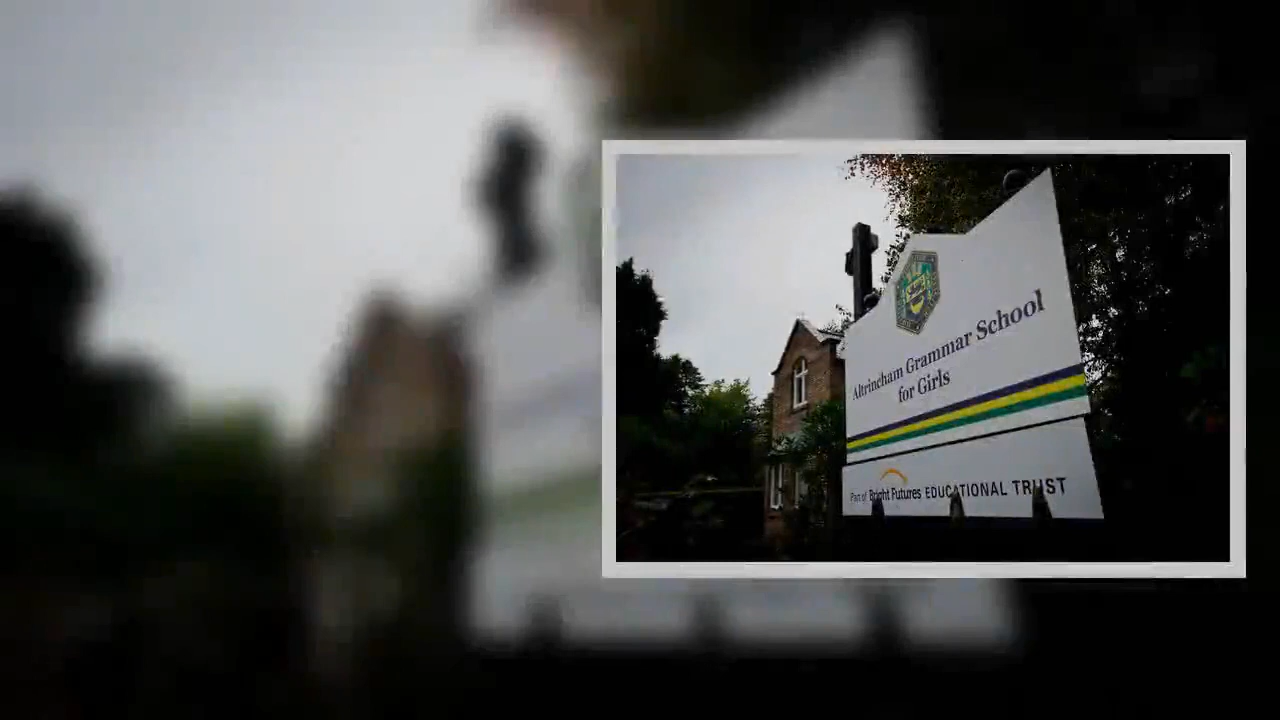 Altrincham Grammar School
for Girls
Part of Bright Futures EDUCATIONAL TRUST